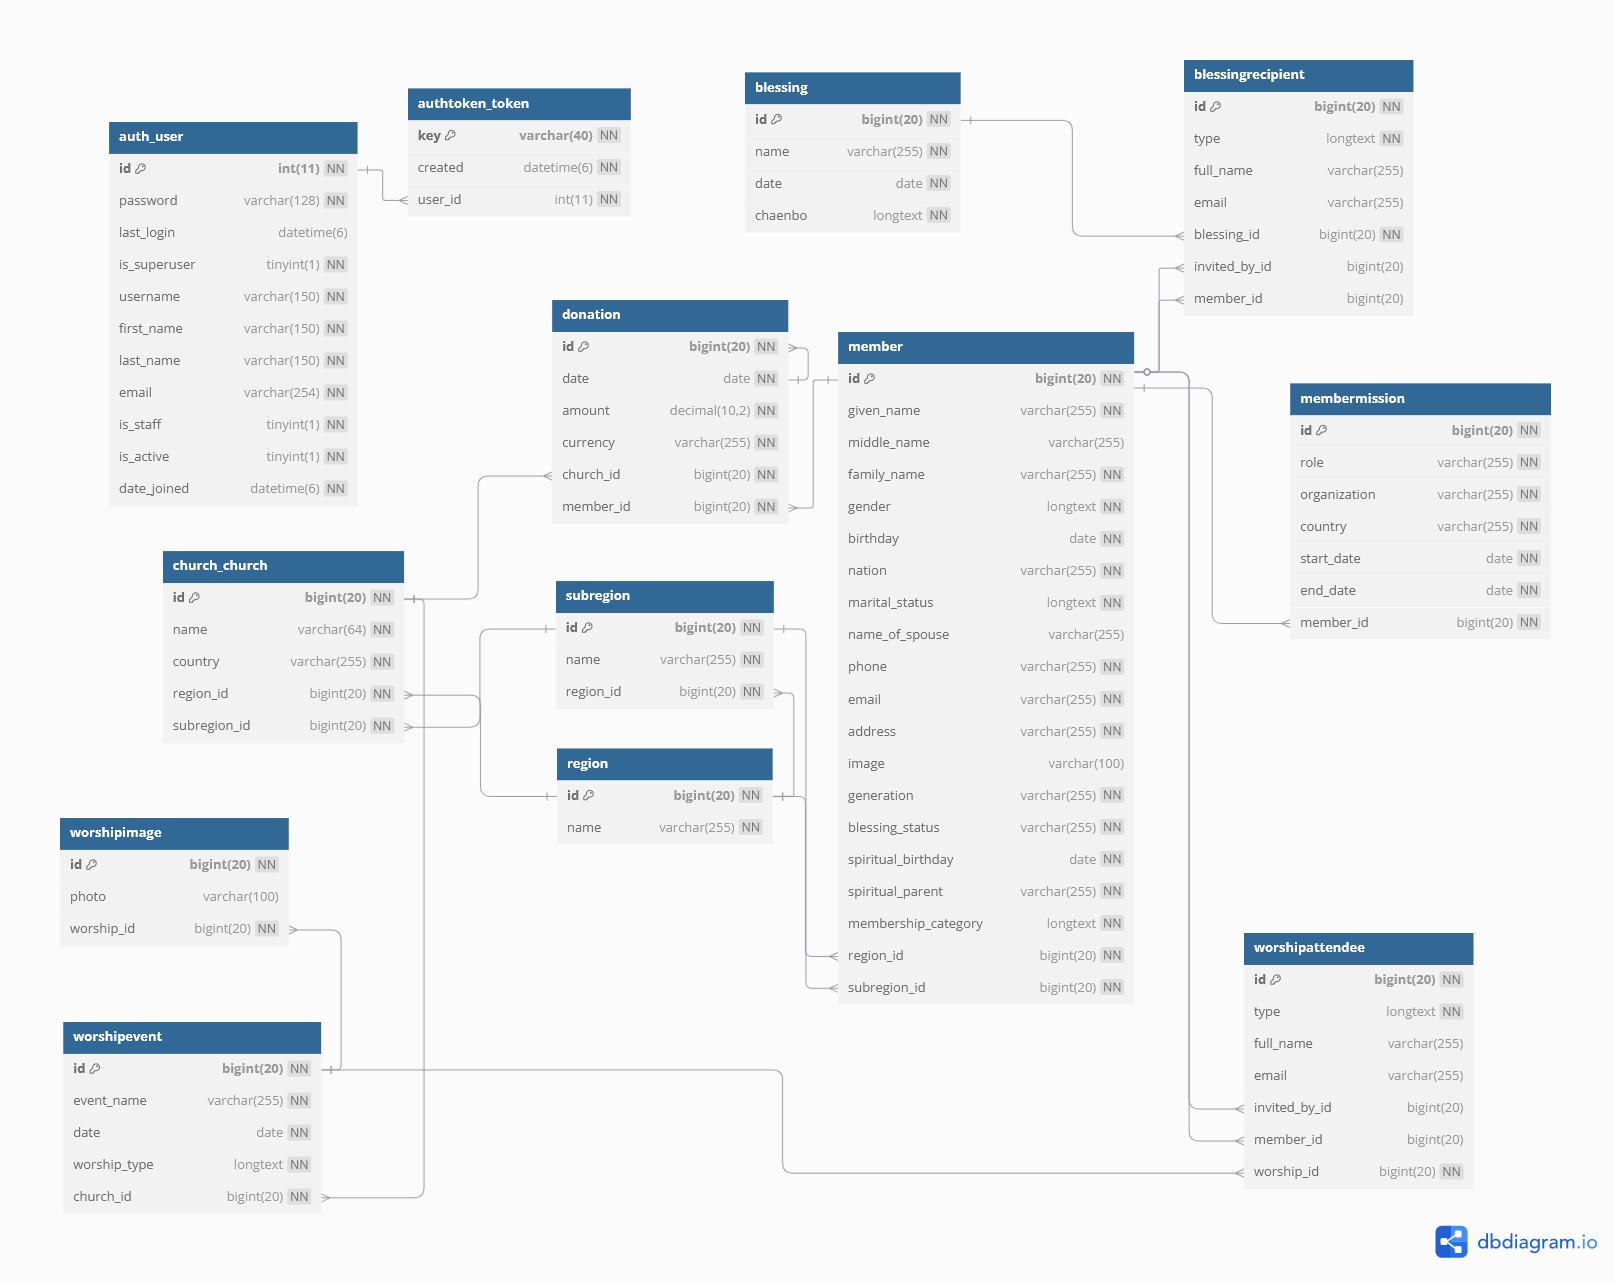 auth_user
id int(11) NN
password varchar(128) NN
last_login datetime(6)
is_superuser tinyint(1) NN
username varchar(150) NN
first_name varchar(150) NN
last_name varchar(150) NN
email varchar(254) NN
is_staff tinyint(1) NN
is_active tinyint(1) NN
date_joined datetime(6) NN
authtoken_token
key varchar(40) NN
created datetime(6) NN
user_id int(11) NN
blessing
id bigint(20) NN
name varchar(255) NN
date date NN
chaenbo longtext NN
blessingrecipient
id bigint(20) NN
type longtext NN
full_name varchar(255)
email varchar(255)
blessing_id bigint(20) NN
invited_by_id bigint(20)
member_id bigint(20)
donation
id bigint(20) NN
date date NN
amount decimal(10,2) NN
currency varchar(255) NN
church_id bigint(20) NN
member_id bigint(20) NN
member
id bigint(20) NN
given_name varchar(255) NN
middle_name varchar(255)
family_name varchar(255) NN
gender longtext NN
birthday date NN
nation varchar(255) NN
marital_status longtext NN
name_of_spouse varchar(255)
phone varchar(255) NN
email varchar(255) NN
address varchar(255) NN
image varchar(100)
generation varchar(255) NN
blessing_status varchar(255) NN
spiritual_birthday date NN
spiritual_parent varchar(255) NN
membership_category longtext NN
region_id bigint(20) NN
subregion_id bigint(20) NN
membermission
id bigint(20) NN
role varchar(255) NN
organization varchar(255) NN
country varchar(255) NN
start_date date NN
end_date date NN
member_id bigint(20) NN
church_church
id bigint(20) NN
name varchar(64) NN
country varchar(255) NN
region_id bigint(20) NN
subregion_id bigint(20) NN
subregion
id bigint(20) NN
name varchar(255) NN
region_id bigint(20) NN
region
id bigint(20) NN
name varchar(255) NN
worshipimage
id bigint(20) NN
photo varchar(100)
worship_id bigint(20) NN
worshipevent
id bigint(20) NN
event_name varchar(255) NN
date date NN
worship_type longtext NN
church_id bigint(20) NN
worshipattendee
id bigint(20) NN
type longtext NN
full_name varchar(255)
email varchar(255)
invited_by_id bigint(20)
member_id bigint(20)
worship_id bigint(20) NN
dbdiagram.io